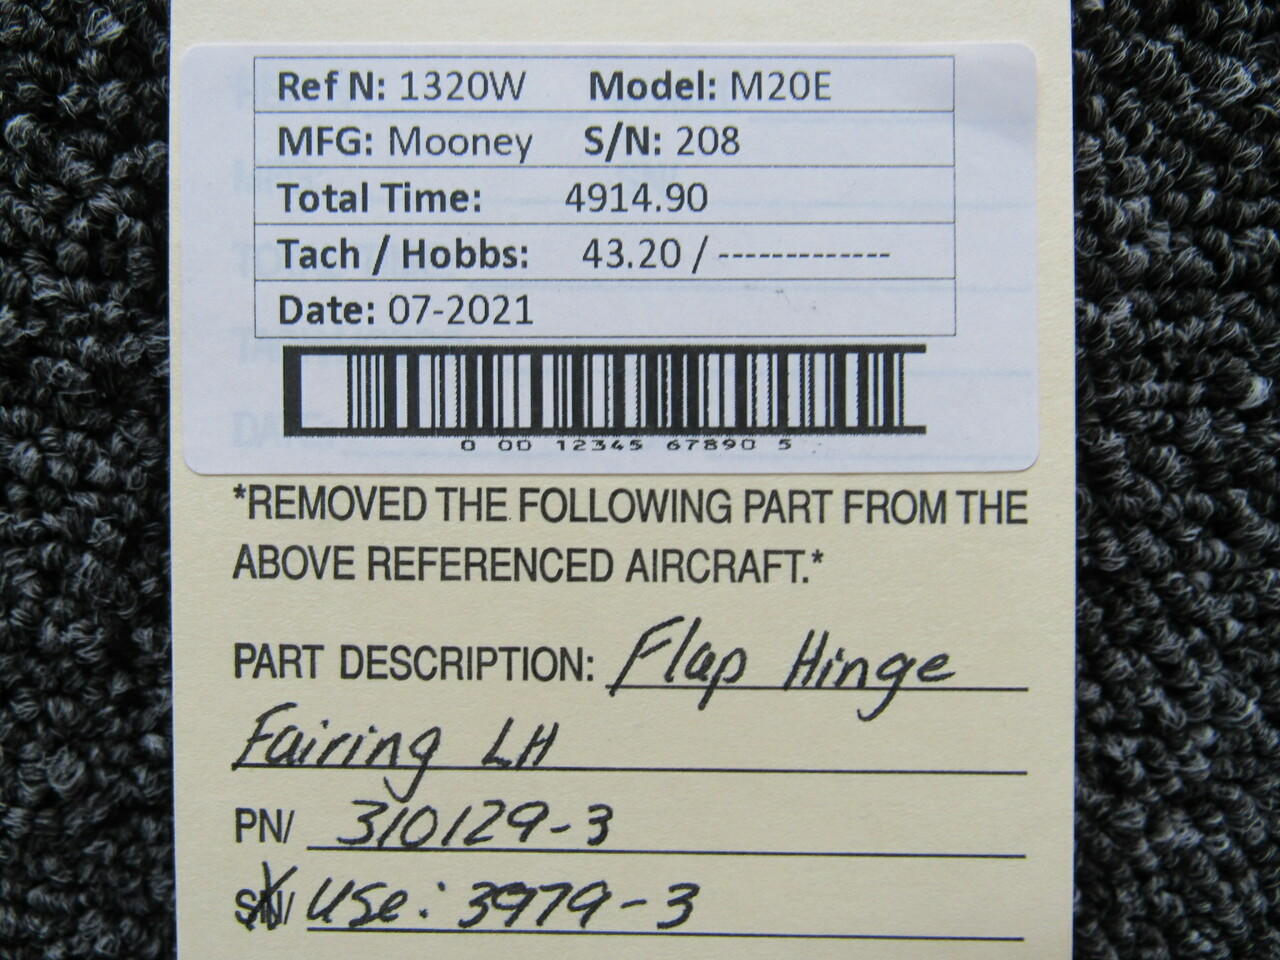 Ref N: 1320W Model: M20E
MFG: Mooney S/N: 208
Total Time: 4914.90
Tach / Hobbs: 43.20 / -------------
Date: 07-2021
0 00 12345 67890 5
*REMOVED THE FOLLOWING PART FROM THE
ABOVE REFERENCED AIRCRAFT.*
PART DESCRIPTION: Flap Hinge
Fairing LH
PN/ 310129-3
SN/ Use: 3979-3